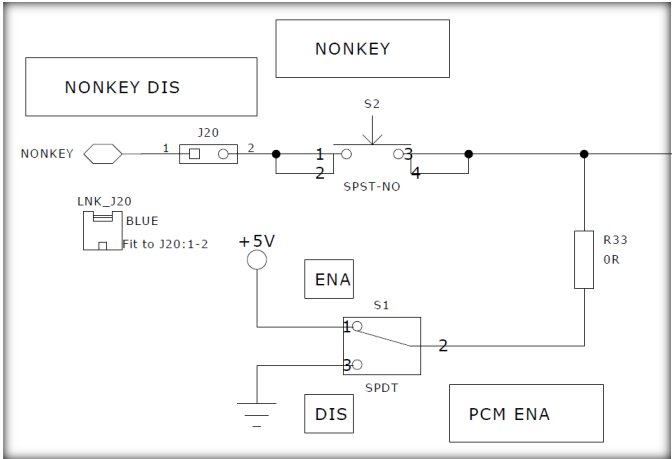 NONKEY
NONKEY DIS
S2
J20
NONKEY
1
2
1
3
2
4
SPST-NO
LNK_J20
BLUE
Fit to J20:1-2
+5V
R33
0R
ENA
S1
1
2
3
SPDT
DIS
PCM ENA